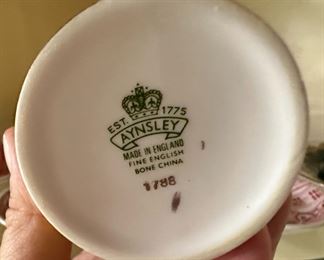 EST. 1775
AYNSLEY
MADE IN ENGLAND
FINE ENGLISH
BONE CHINA
1788